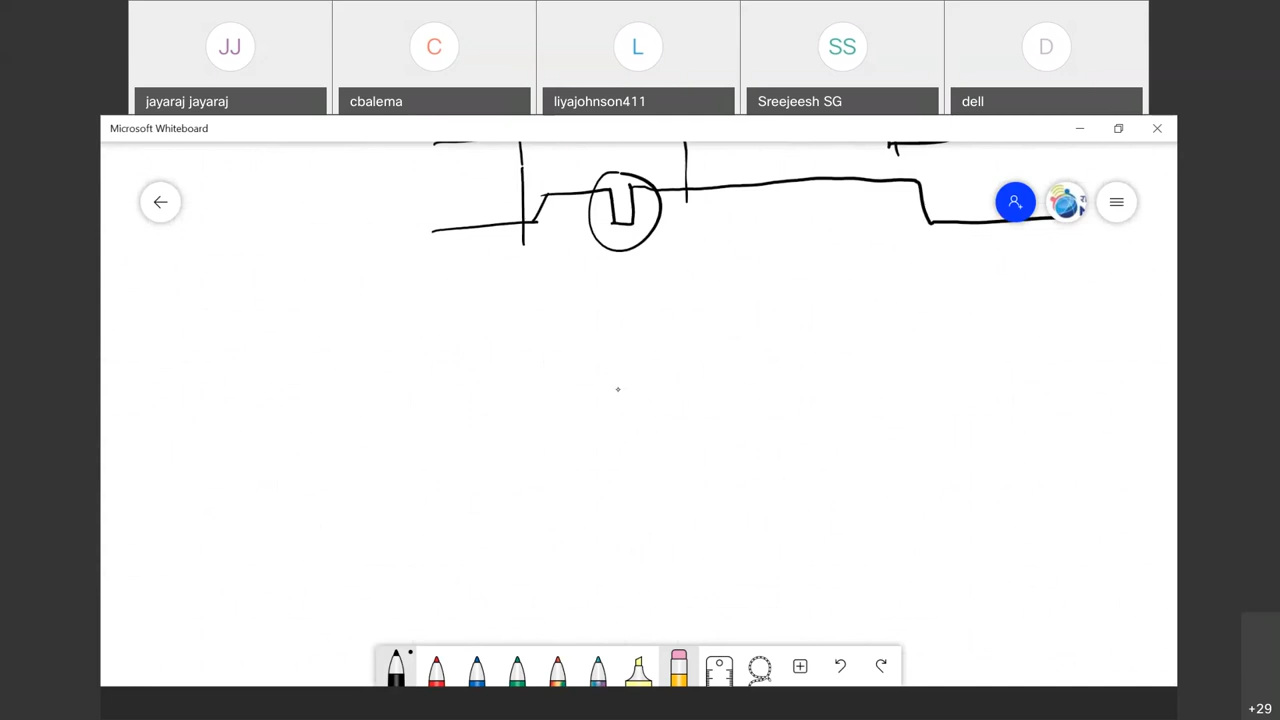 JJ
C
L
SS
D
jayaraj jayaraj
cbalema
liyajohnson411
Sreejeesh SG
dell
Microsoft Whiteboard
+29